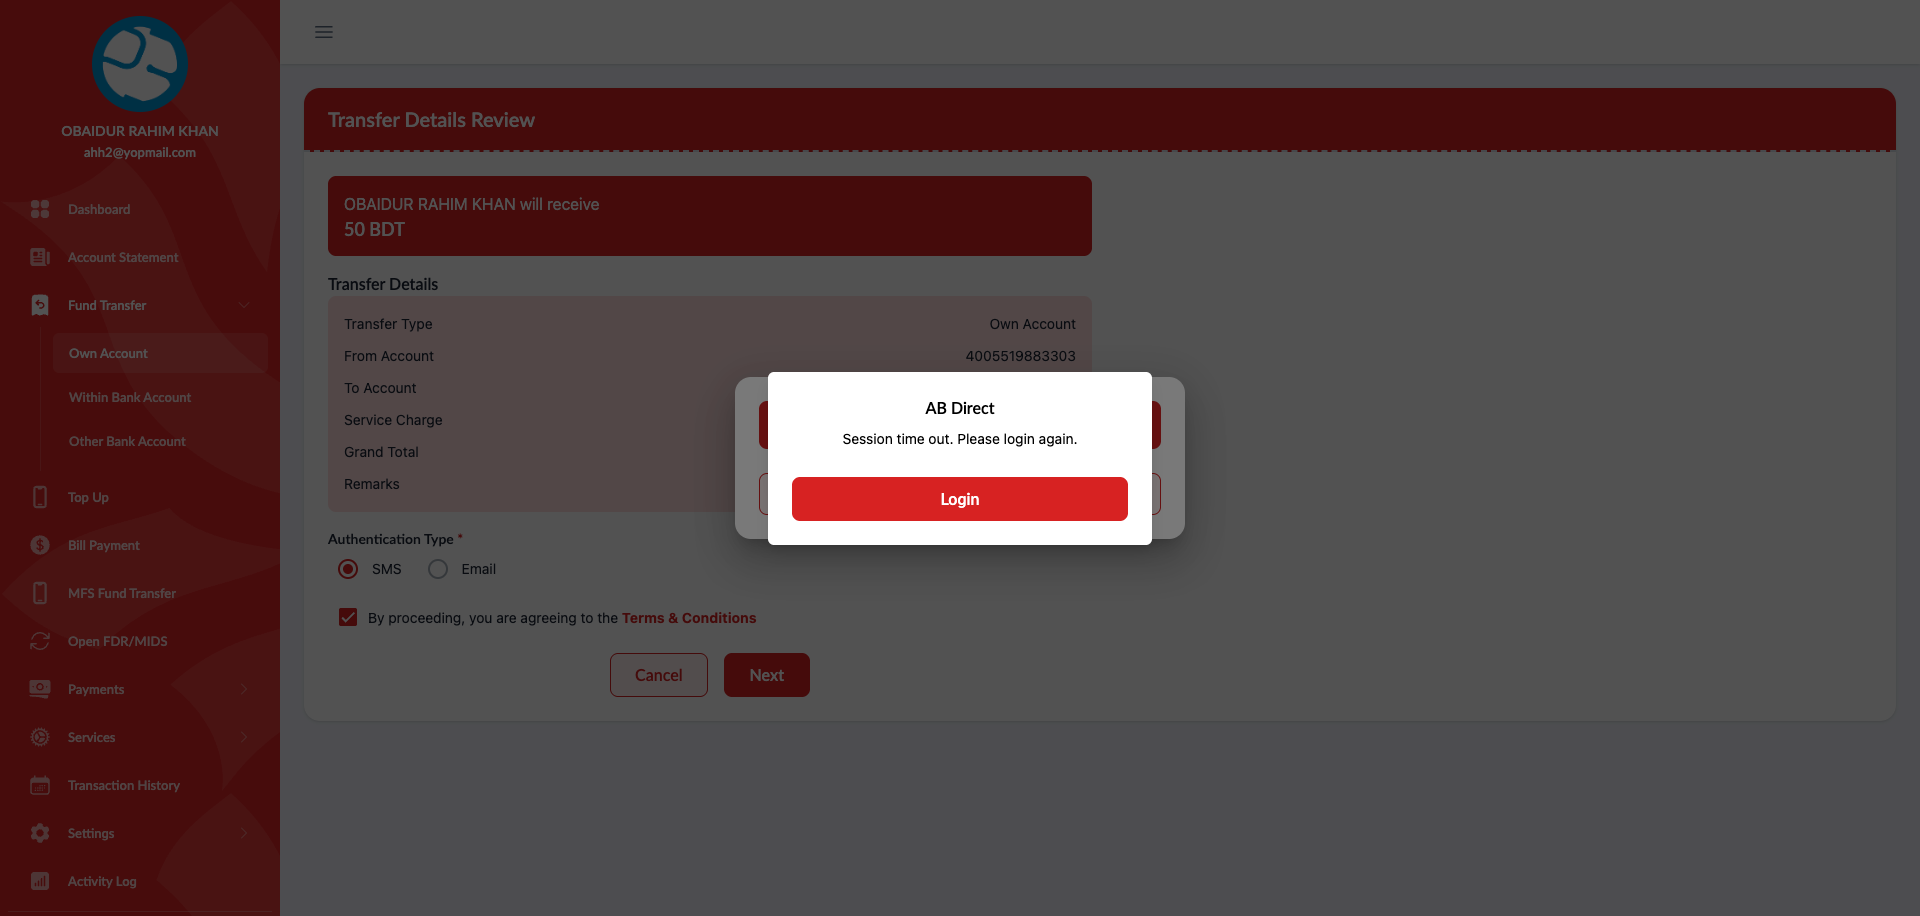 OBAIDUR RAHIM KHAN
ahh2@yopmail.com
Dashboard
Account Statement
Fund Transfer
Own Account
Within Bank Account
Other Bank Account
Top Up
Bill Payment
MFS Fund Transfer
Open FDR/MIDS
Payments
Services
Transaction History
Settings
Activity Log
Transfer Details Review
OBAIDUR RAHIM KHAN will receive
50 BDT
Transfer Details
Transfer Type Own Account
From Account 4005519883303
To Account
Service Charge
Grand Total
Remarks
AB Direct
Session time out. Please login again.
Login
Authentication Type *
SMS Email
By proceeding, you are agreeing to the Terms & Conditions
Cancel Next